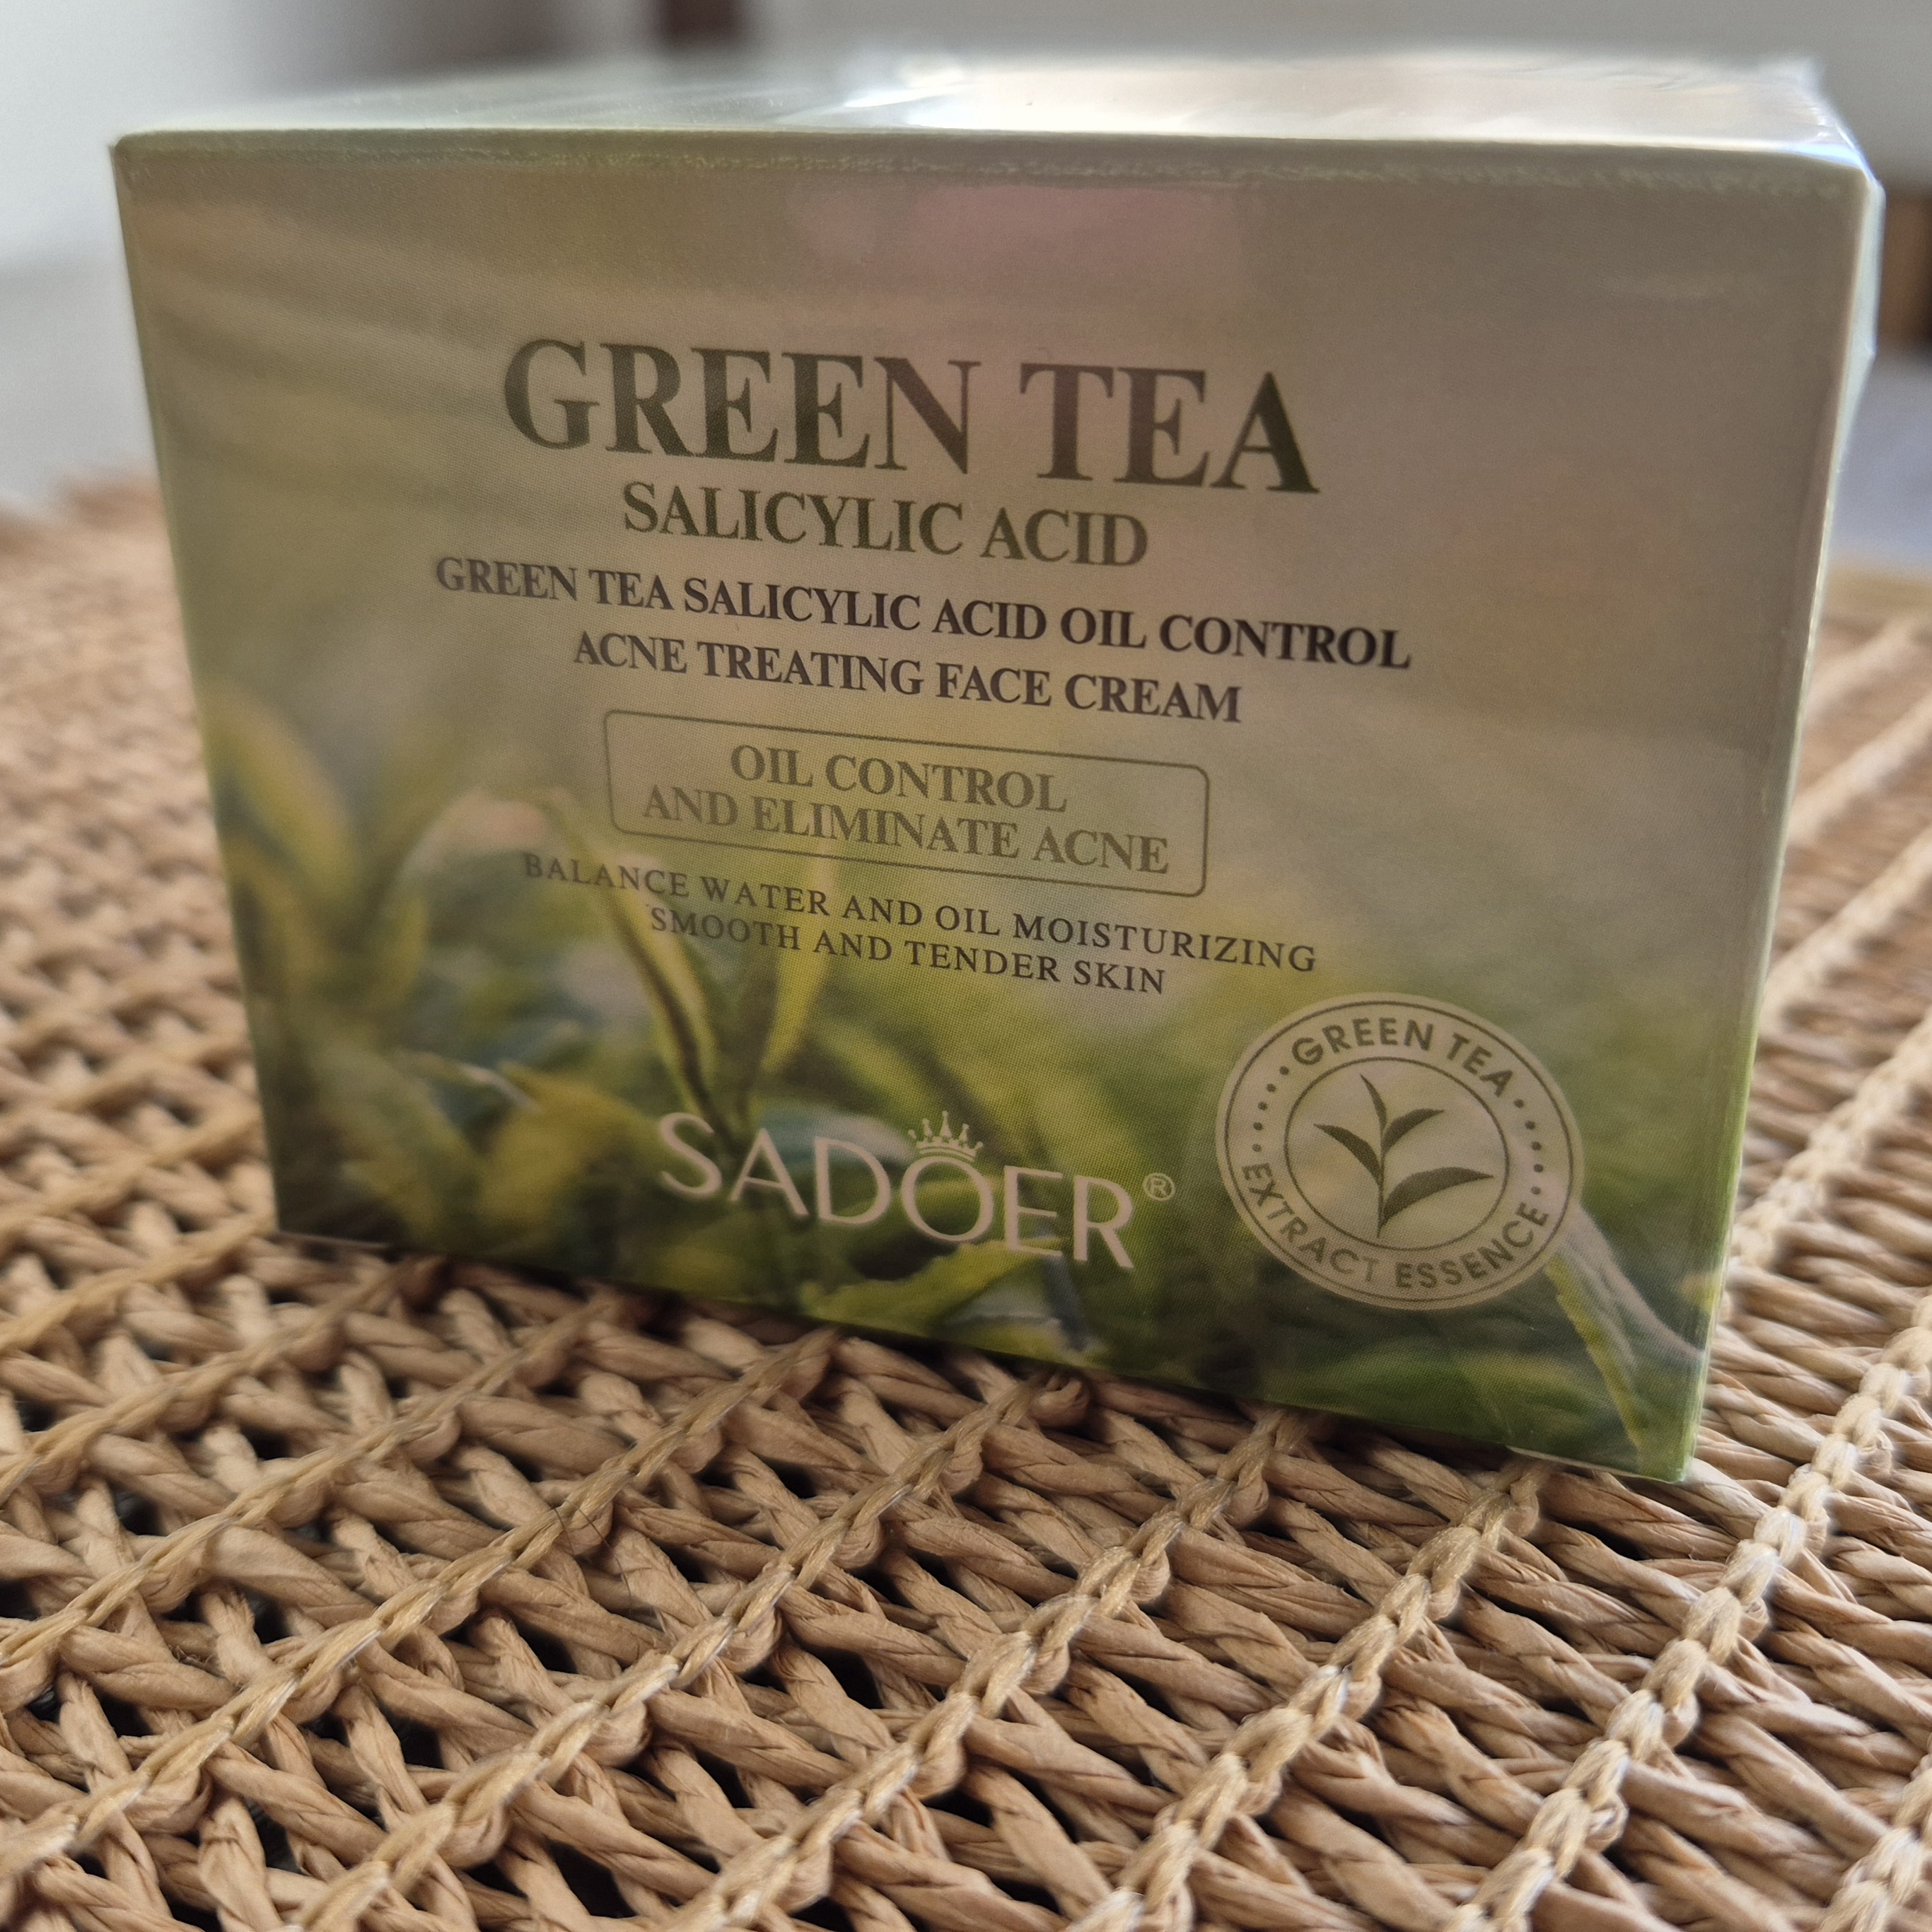 GREEN TEA
SALICYLIC ACID
GREEN TEA SALICYLIC ACID OIL CONTROL
ACNE TREATING FACE CREAM
OIL CONTROL
AND ELIMINATE ACNE
BALANCE WATER AND OIL MOISTURIZING
SMOOTH AND TENDER SKIN
SADOER®
GREEN TEA
EXTRACT ESSENCE